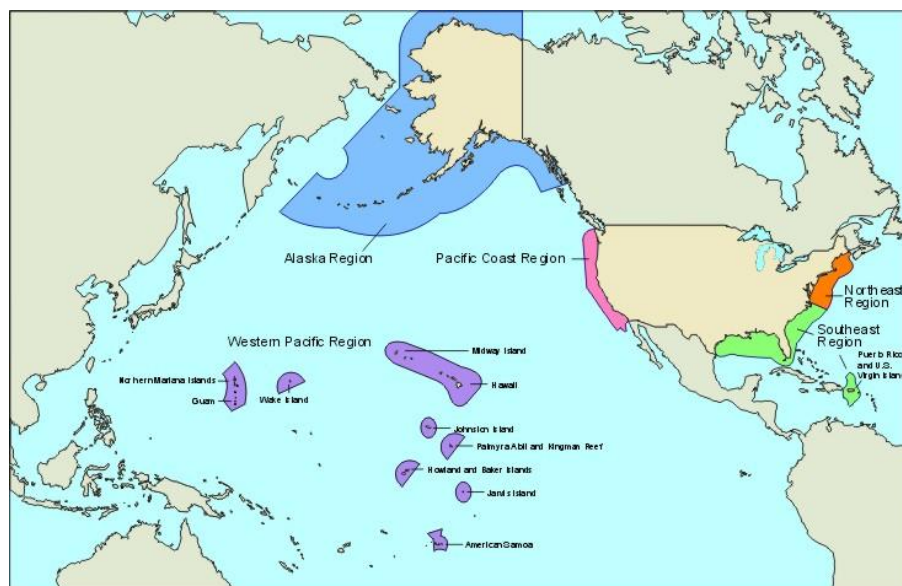 Alaska Region
Pacific Coast Region
Northeast
Region
Southeast
Region
Puerto Rico
and U.S.
Virgin Island
Western Pacific Region
Midway Island
Northern Mariana Islands
Guam
Wake Island
Hawaii
Johnston Island
Palmyra Atoll and Kingman Reef
Howland and Baker Islands
Jarvis Island
American Samoa